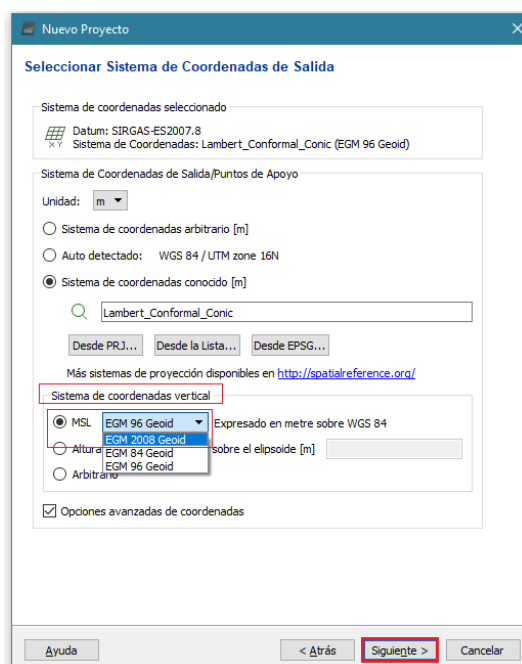 Nuevo Proyecto
Seleccionar Sistema de Coordenadas de Salida
Sistema de coordenadas seleccionado
Datum: SIRGAS-ES2007.8
X Y Sistema de Coordenadas: Lambert_Conformal_Conic (EGM 96 Geoid)
Sistema de Coordenadas de Salida/Puntos de Apoyo
Unidad: m
Sistema de coordenadas arbitrario [m]
Auto detectado: WGS 84 / UTM zone 16N
Sistema de coordenadas conocido [m]
Lambert_Conformal_Conic
Desde PRJ... Desde la Lista... Desde EPSG...
Más sistemas de proyección disponibles en http://spatialreference.org/
Sistema de coordenadas vertical
MSL EGM 96 Geoid Expresado en metre sobre WGS 84
EGM 2008 Geoid
Altura EGM 84 Geoid sobre el elipsoide [m]
EGM 96 Geoid
Arbitrario
Opciones avanzadas de coordenadas
Ayuda < Atrás Siguiente > Cancelar